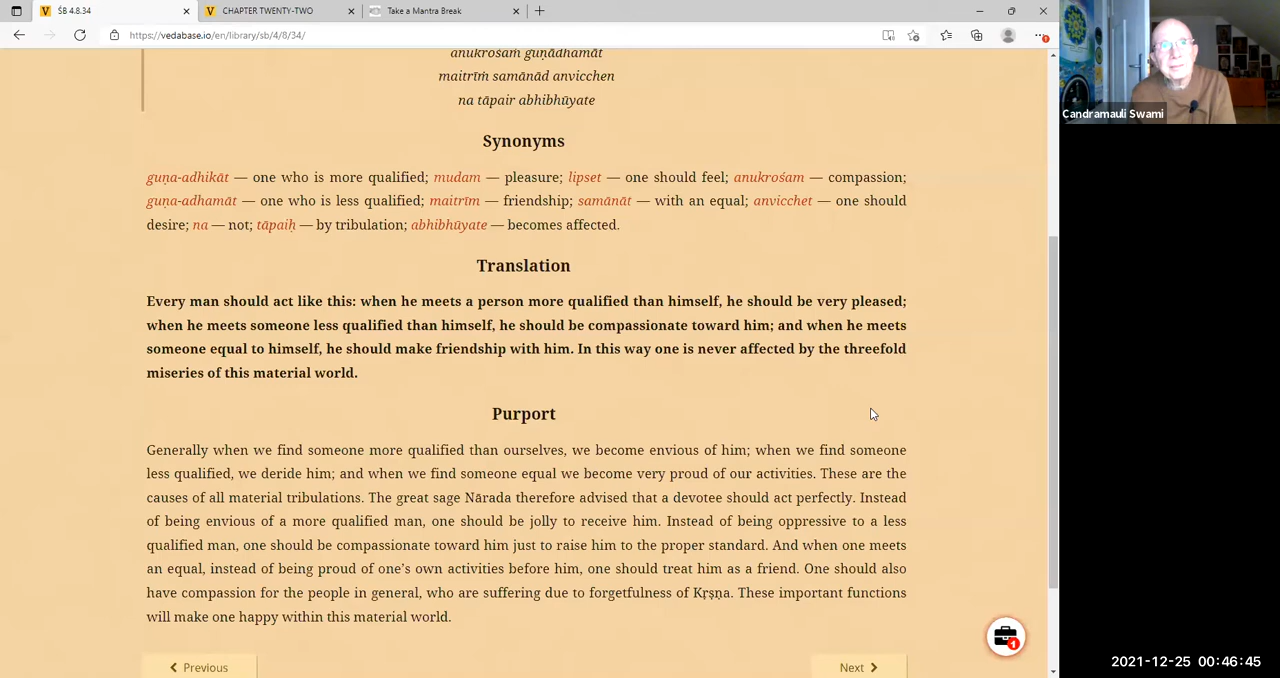 ŚB 4.8.34
CHAPTER TWENTY-TWO
Take a Mantra Break
https://vedabase.io/en/library/sb/4/8/34/
anukrośaṁ guṇādhamāt
maitrīṁ samānād anvicchen
na tāpair abhibhūyate
Synonyms
guṇa-adhikāt — one who is more qualified; mudam — pleasure; lipset — one should feel; anukrośam — compassion;
guṇa-adhamāt — one who is less qualified; maitrīm — friendship; samānāt — with an equal; anvicchet — one should
desire; na — not; tāpaiḥ — by tribulation; abhibhūyate — becomes affected.
Translation
Every man should act like this: when he meets a person more qualified than himself, he should be very pleased;
when he meets someone less qualified than himself, he should be compassionate toward him; and when he meets
someone equal to himself, he should make friendship with him. In this way one is never affected by the threefold
miseries of this material world.
Purport
Generally when we find someone more qualified than ourselves, we become envious of him; when we find someone
less qualified, we deride him; and when we find someone equal we become very proud of our activities. These are the
causes of all material tribulations. The great sage Nārada therefore advised that a devotee should act perfectly. Instead
of being envious of a more qualified man, one should be jolly to receive him. Instead of being oppressive to a less
qualified man, one should be compassionate toward him just to raise him to the proper standard. And when one meets
an equal, instead of being proud of one's own activities before him, one should treat him as a friend. One should also
have compassion for the people in general, who are suffering due to forgetfulness of Kṛṣṇa. These important functions
will make one happy within this material world.
Previous
Next
1
Candramauli Swami
2021-12-25 00:46:45